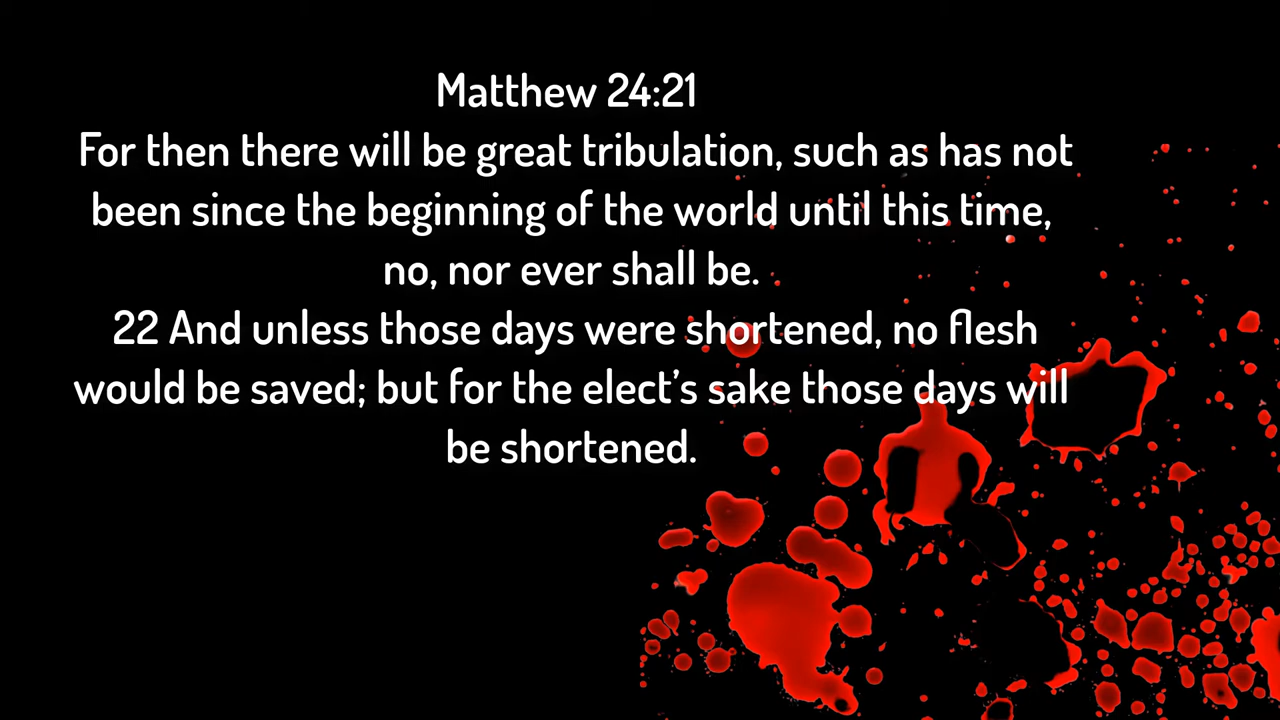 Matthew 24:21
For then there will be great tribulation, such as has not
been since the beginning of the world until this time,
no, nor ever shall be.
22 And unless those days were shortened, no flesh
would be saved; but for the elect’s sake those days will
be shortened.